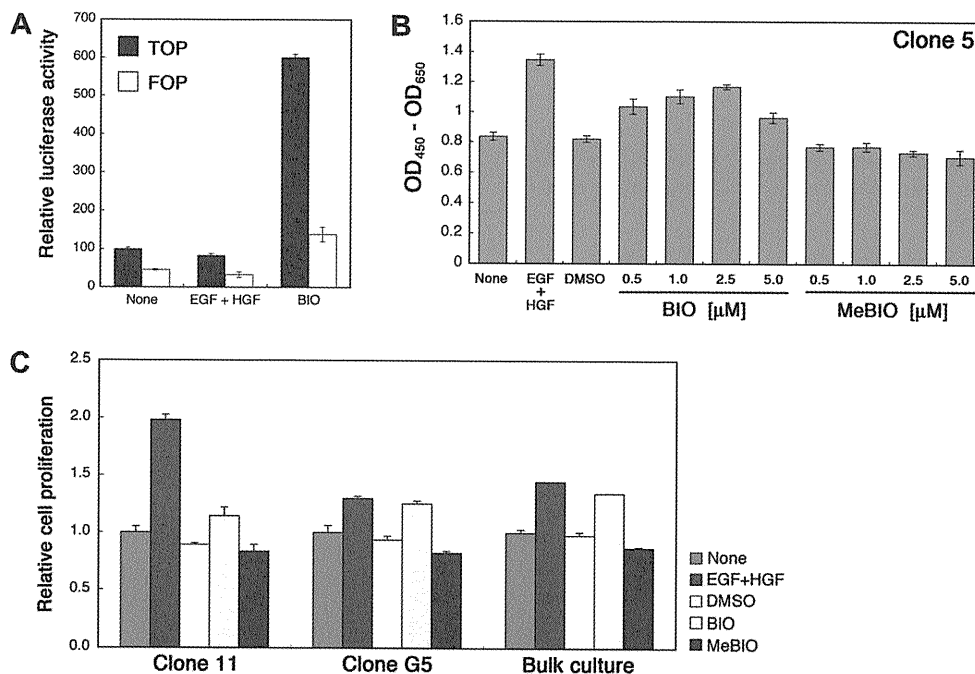 A
Relative luciferase activity
700
600
500
400
300
200
100
0
TOP
FOP
None
EGF + HGF
BIO
B
Clone 5
OD450 - OD650
1.6
1.4
1.2
1
0.8
0.6
0.4
0.2
0
None
EGF
+
HGF
DMSO
0.5 1.0 2.5 5.0
BIO [μM]
0.5 1.0 2.5 5.0
MeBIO [μM]
C
Relative cell proliferation
2.5
2.0
1.5
1.0
0.5
0.0
Clone 11
Clone G5
Bulk culture
None
EGF+HGF
DMSO
BIO
MeBIO